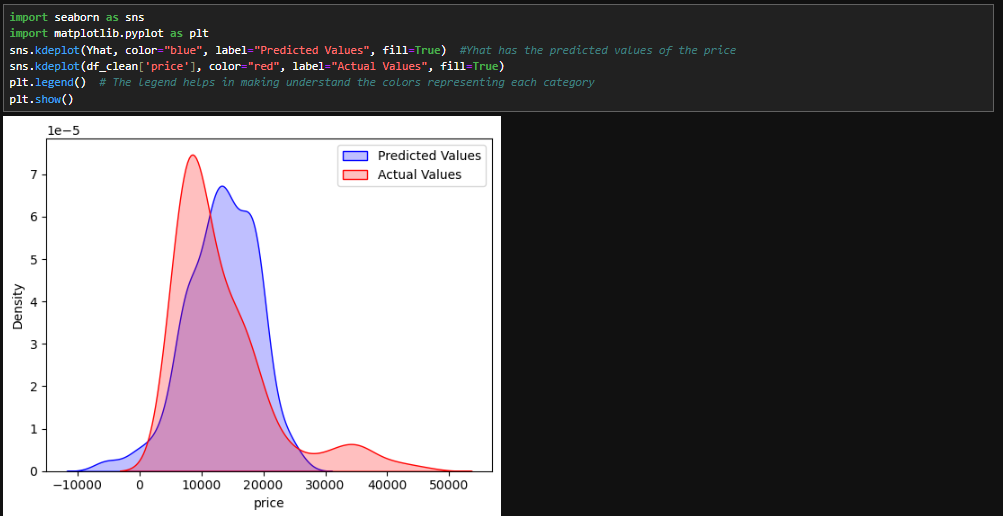 import seaborn as sns
import matplotlib.pyplot as plt
sns.kdeplot(Yhat, color="blue", label="Predicted Values", fill=True)  #Yhat has the predicted values of the price
sns.kdeplot(df_clean['price'], color="red", label="Actual Values", fill=True)
plt.legend()  # The legend helps in making understand the colors representing each category
plt.show()
1e−5
Predicted Values
Actual Values
7
6
5
4
3
2
1
0
Density
−10000 0 10000 20000 30000 40000 50000
price